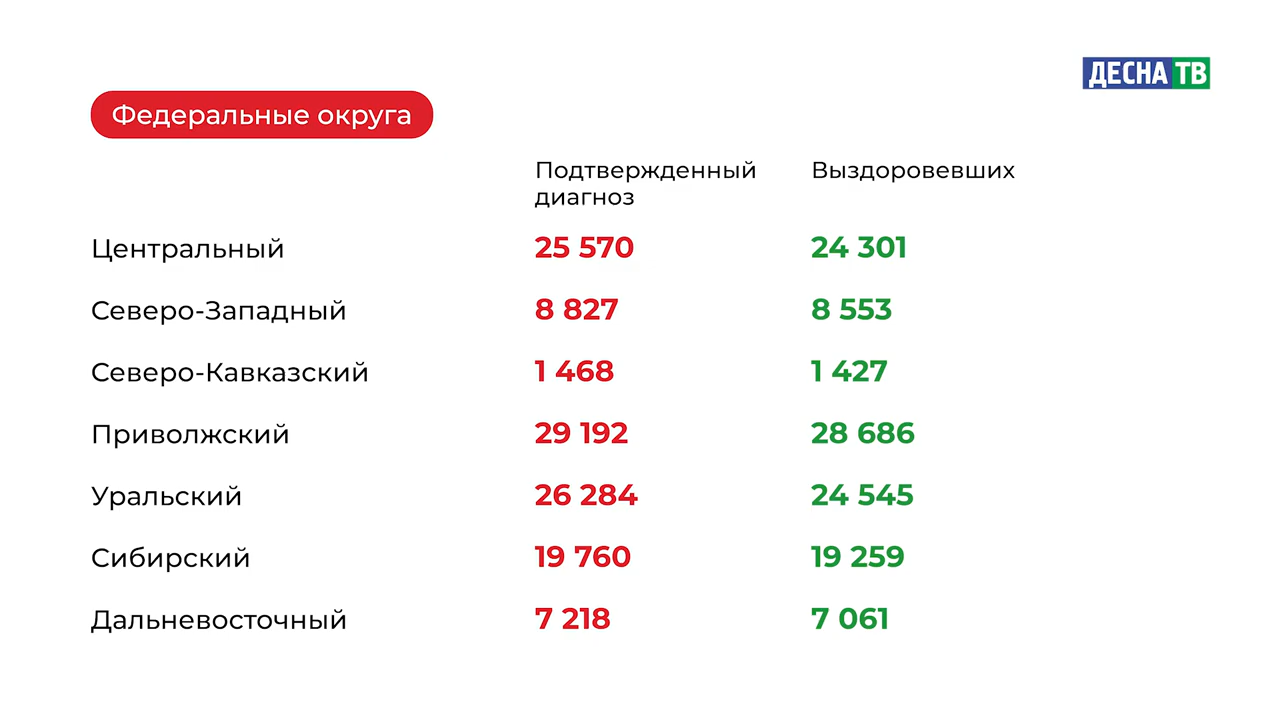 ДЕСНА ТВ
Федеральные округа
Подтвержденный Выздоровевших
диагноз
Центральный 25 570 24 301
Северо-Западный 8 827 8 553
Северо-Кавказский 1 468 1 427
Приволжский 29 192 28 686
Уральский 26 284 24 545
Сибирский 19 760 19 259
Дальневосточный 7 218 7 061